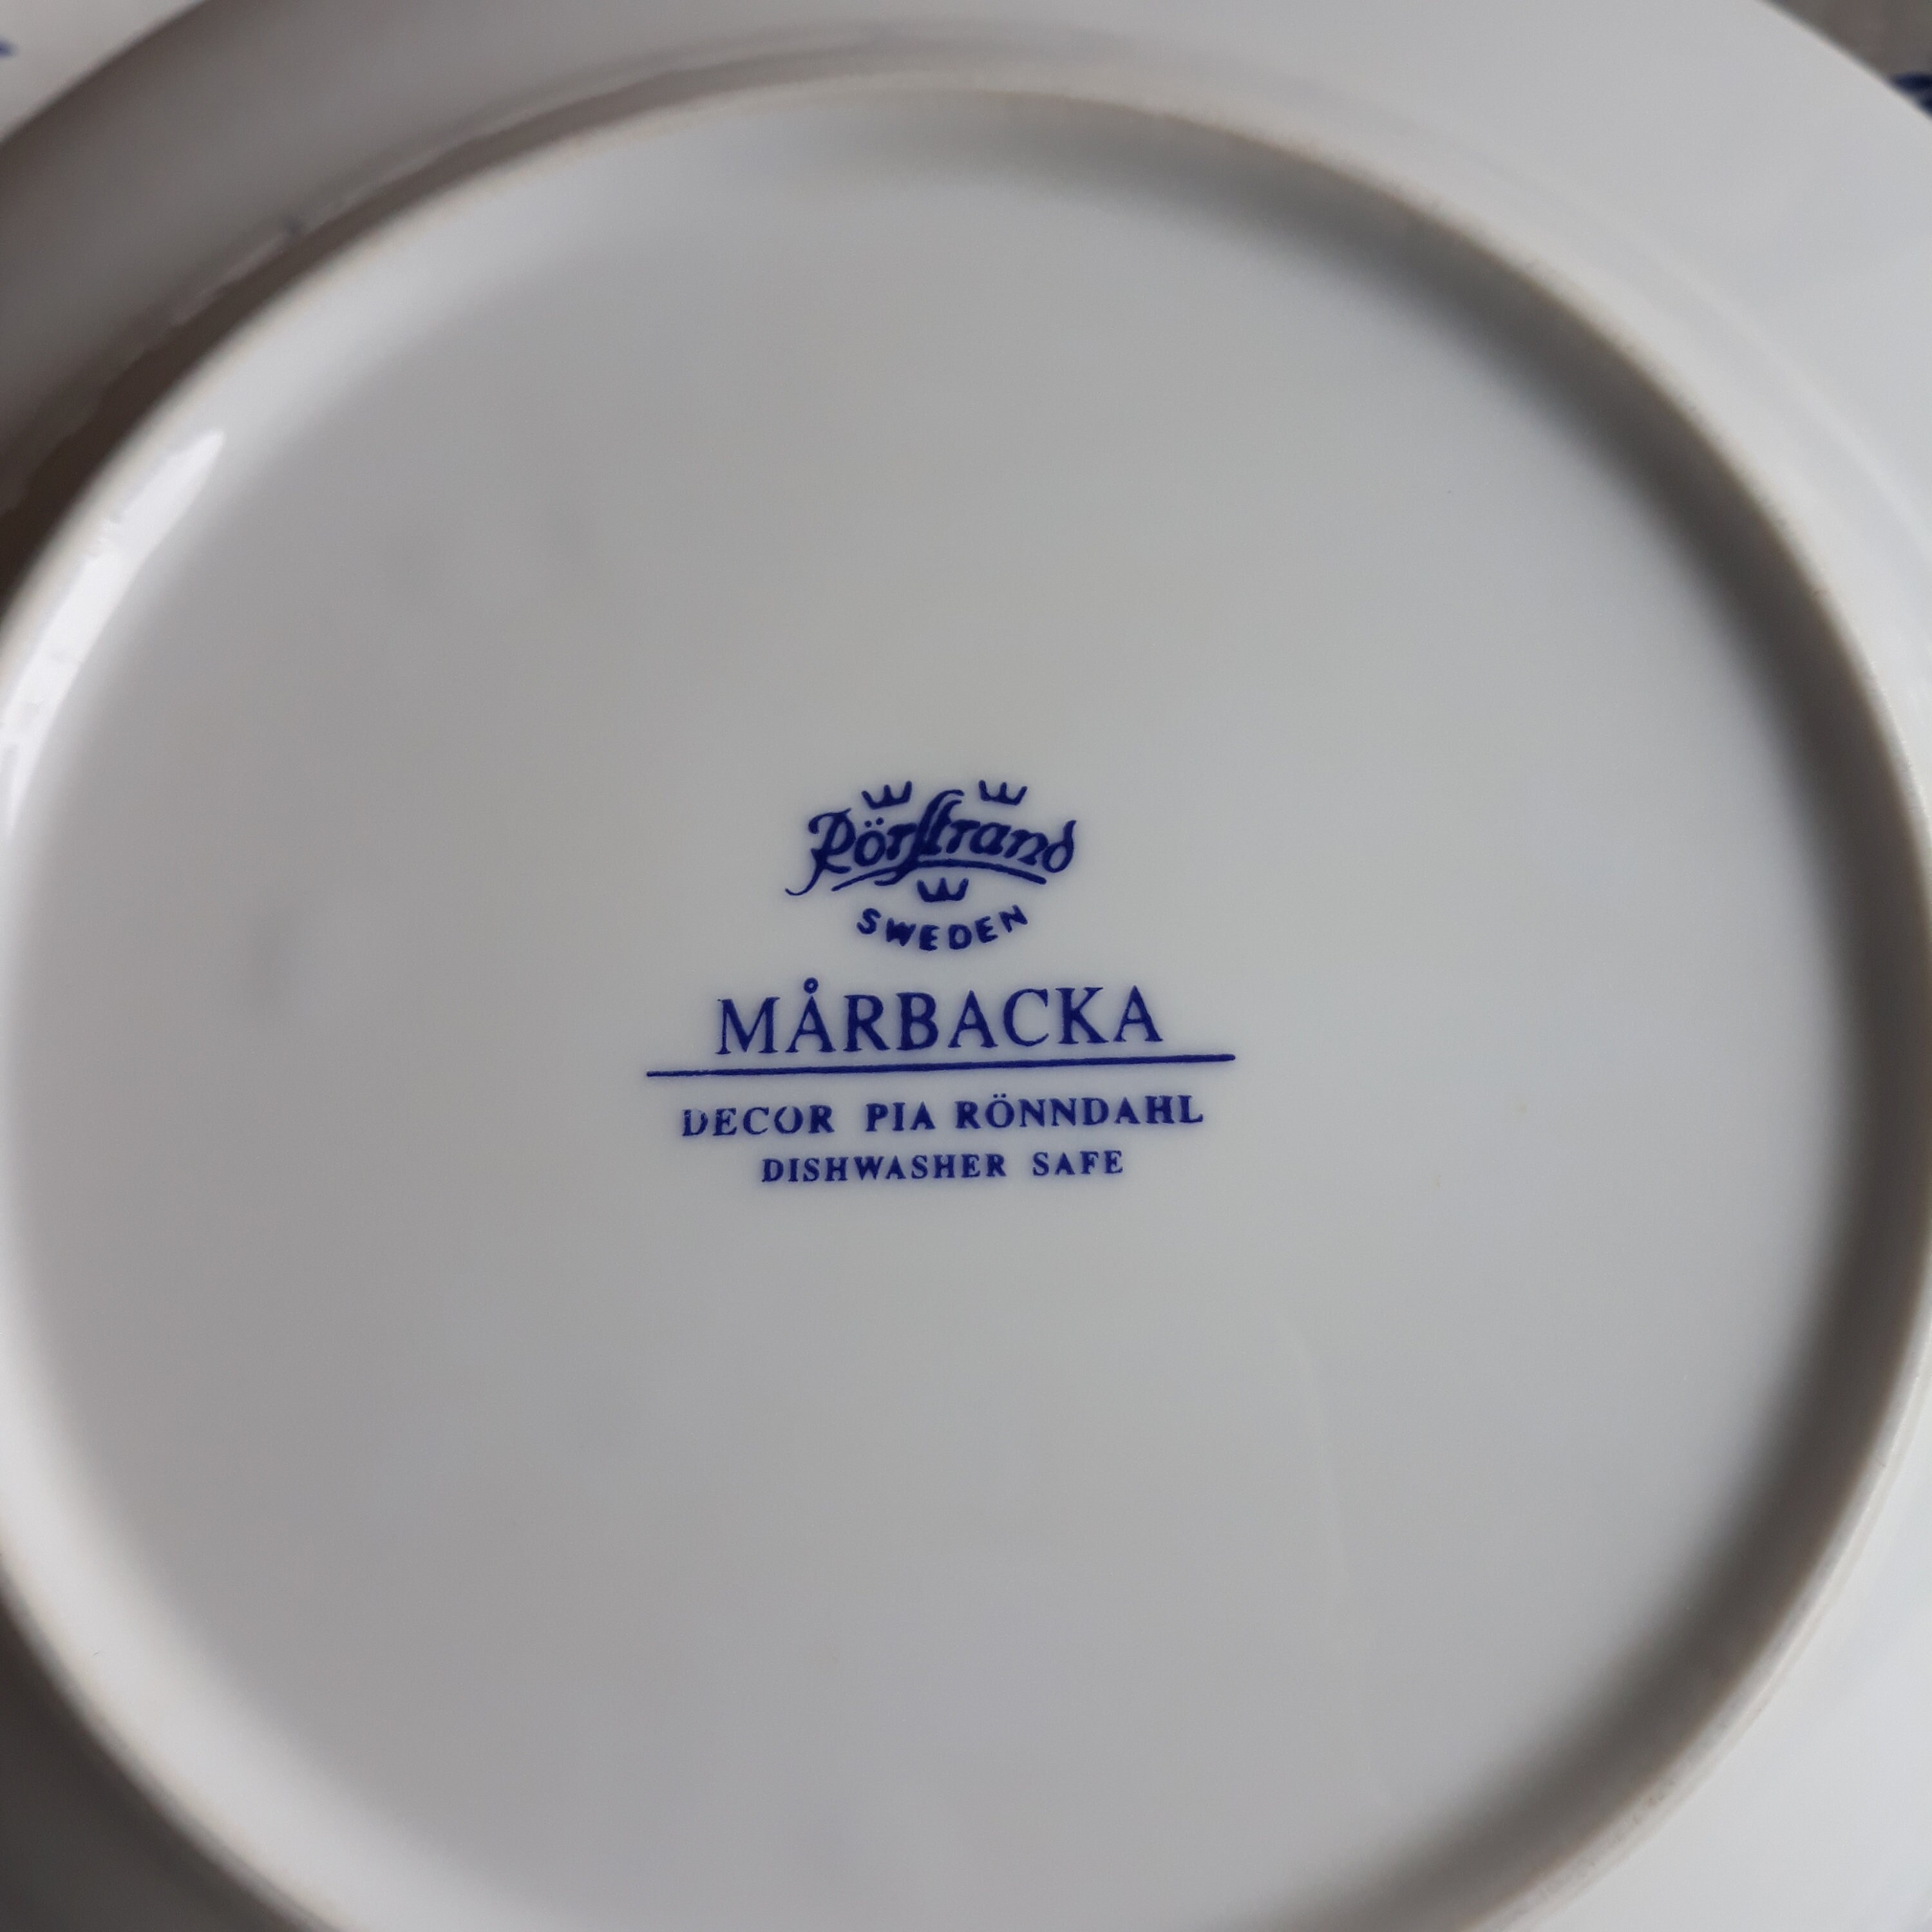 Rörstrand
SWEDEN
MÅRBACKA
DECOR PIA RÖNNDAHL
DISHWASHER SAFE